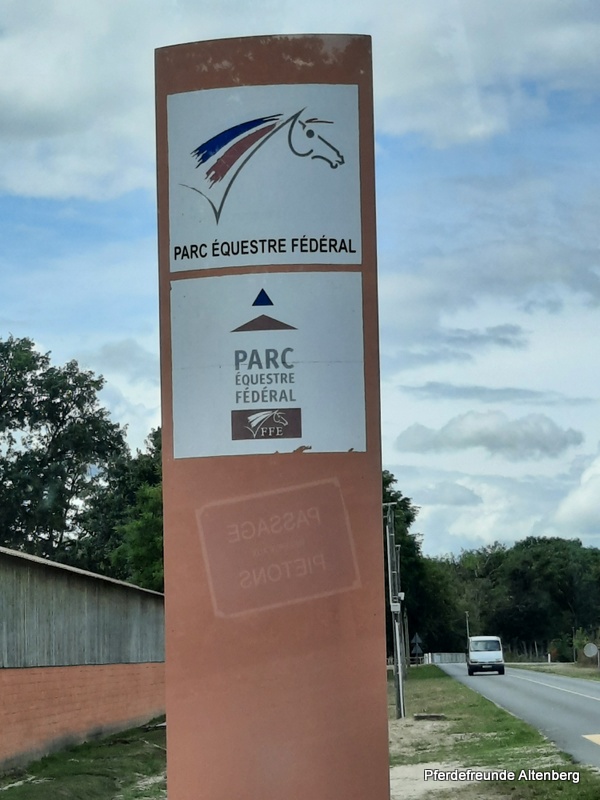 PARC ÉQUESTRE FÉDÉRAL
PARC
ÉQUESTRE
FÉDÉRAL
FFE
PASSAGE
PIETONS
Pferdefreunde Altenberg